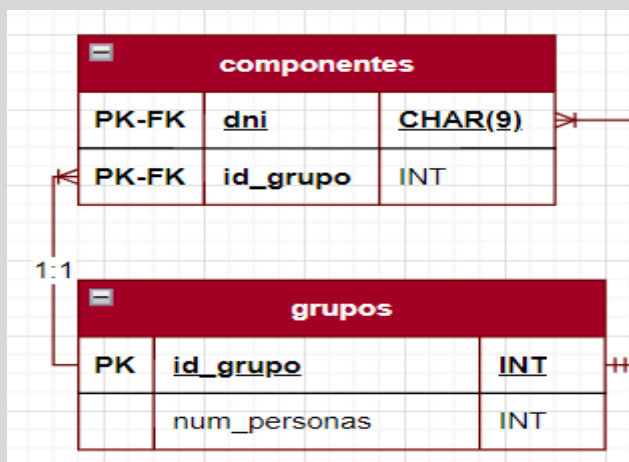 componentes
PK-FK dni CHAR(9)
PK-FK id_grupo INT
1:1
grupos
PK id_grupo INT
num_personas INT